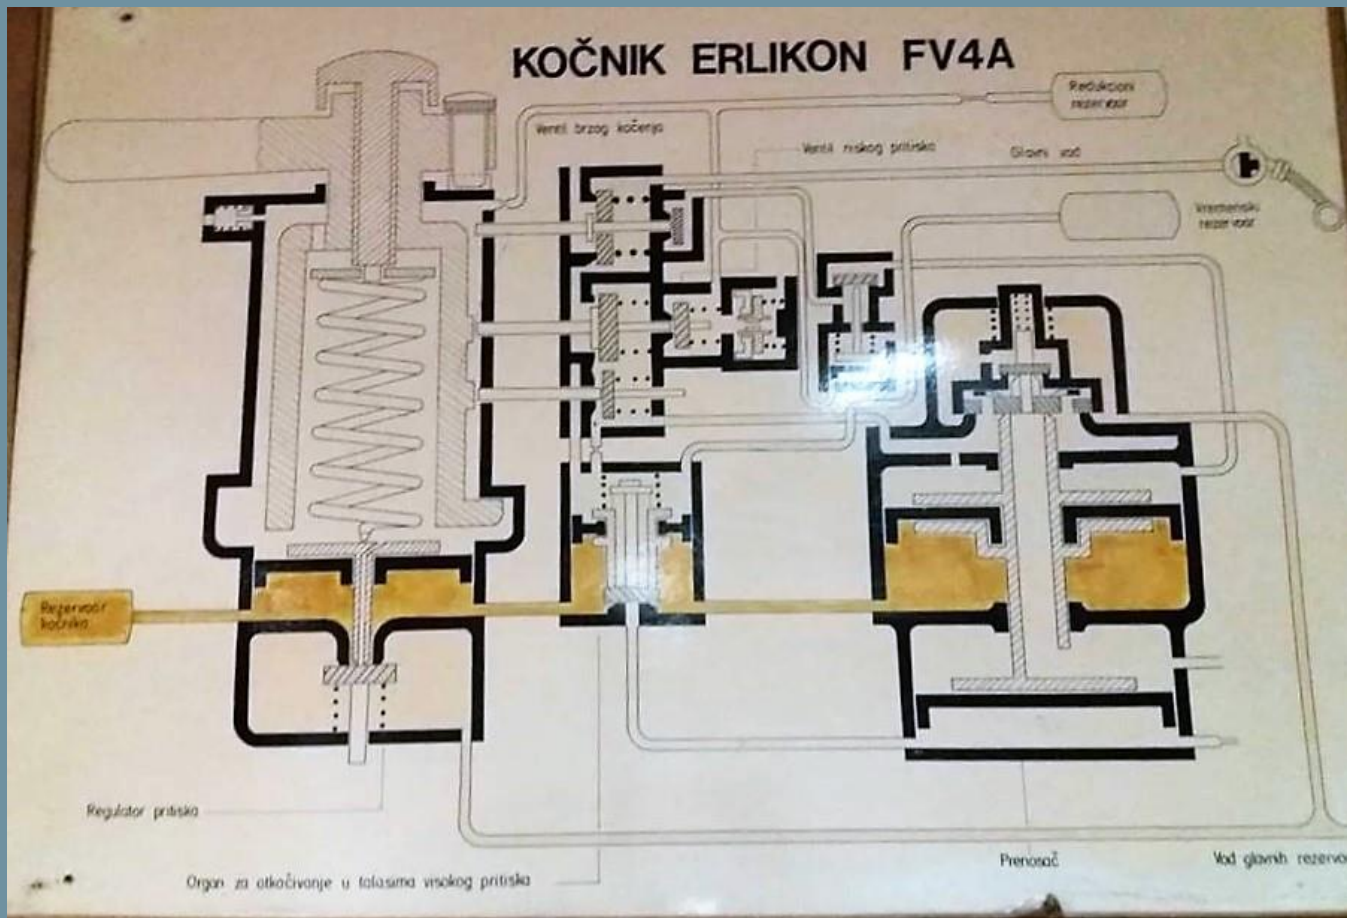 KOČNIK ERLIKON FV4A
Redukcioni
rezervoar
Ventil brzog kočenja
Ventil niskog pritiska
Glavni vod
Vremenski
rezervoar
Rezervoar
kočnika
Regulator pritiska
Organ za otkočivanje u talasima visokog pritiska
Prenosač
Vod glavnih rezervo